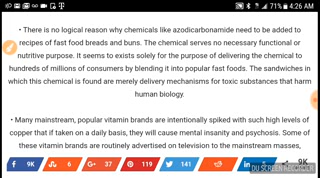 58% 4:26 AM
• There is no logical reason why chemicals like azodicarbonamide need to be added to
recipes of fast food breads and buns. The chemical serves no necessary functional or
nutritive purpose. It seems to exists solely for the purpose of delivering the chemical to
hundreds of millions of consumers by blending it into popular fast foods. The sandwiches in
which this chemical is found are merely delivery mechanisms for toxic substances that harm
human biology.
• Many mainstream, popular vitamin brands are intentionally spiked with such high levels of
copper that if taken on a daily basis, they will cause mental insanity and psychosis. Some of
these vitamin brands are routinely advertised on television to the mainstream masses,
9K 6 37 119 141 9K
DU SCREEN RECORDER